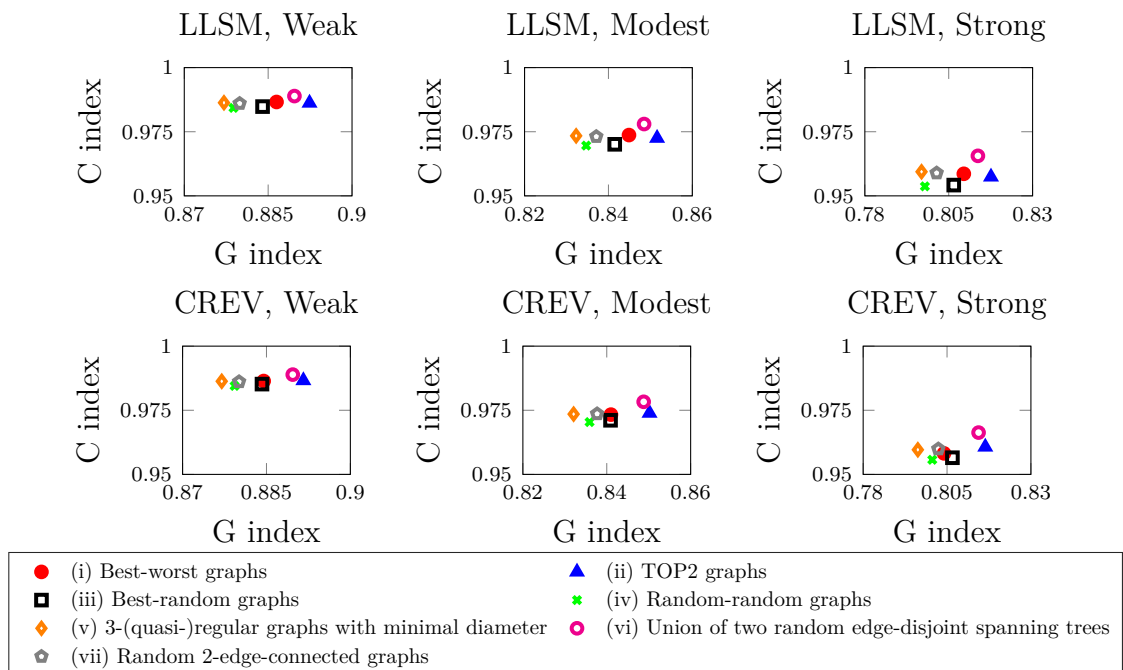 LLSM, Weak
LLSM, Modest
LLSM, Strong
1
0.975
0.95
0.87
0.885
0.9
C index
G index
1
0.975
0.95
0.82
0.84
0.86
C index
G index
1
0.975
0.95
0.78
0.805
0.83
C index
G index
CREV, Weak
CREV, Modest
CREV, Strong
1
0.975
0.95
0.87
0.885
0.9
C index
G index
1
0.975
0.95
0.82
0.84
0.86
C index
G index
1
0.975
0.95
0.78
0.805
0.83
C index
G index
(i) Best-worst graphs
(ii) TOP2 graphs
(iii) Best-random graphs
(iv) Random-random graphs
(v) 3-(quasi-)regular graphs with minimal diameter
(vi) Union of two random edge-disjoint spanning trees
(vii) Random 2-edge-connected graphs